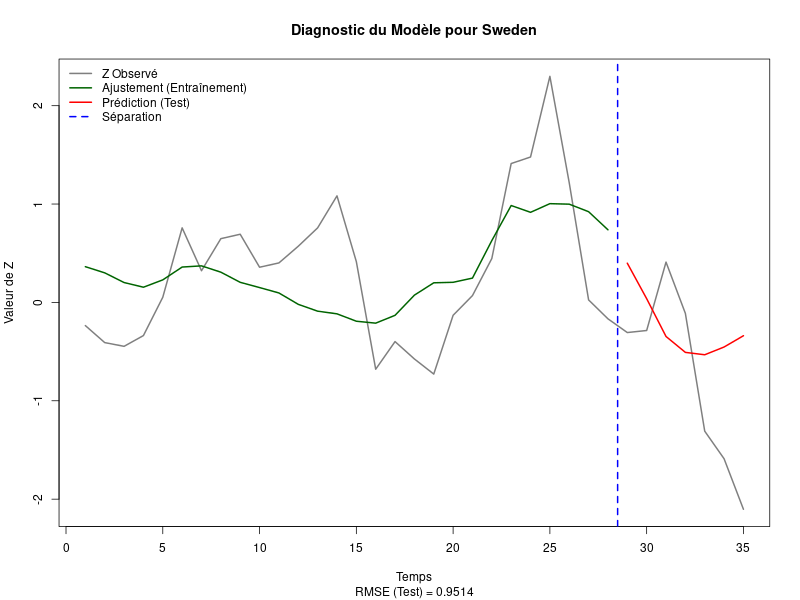 Diagnostic du Modèle pour Sweden
Z Observé
Ajustement (Entraînement)
Prédiction (Test)
Séparation
Valeur de Z
2
1
0
-1
-2
0 5 10 15 20 25 30 35
Temps
RMSE (Test) = 0.9514